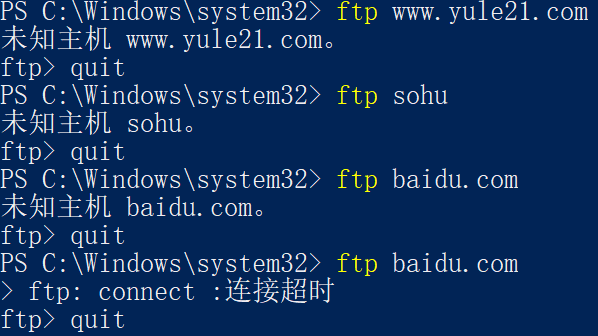 PS C:\Windows\system32> ftp www.yule21.com
未知主机 www.yule21.com。
ftp> quit
PS C:\Windows\system32> ftp sohu
未知主机 sohu。
ftp> quit
PS C:\Windows\system32> ftp baidu.com
未知主机 baidu.com。
ftp> quit
PS C:\Windows\system32> ftp baidu.com
> ftp: connect :连接超时
ftp> quit